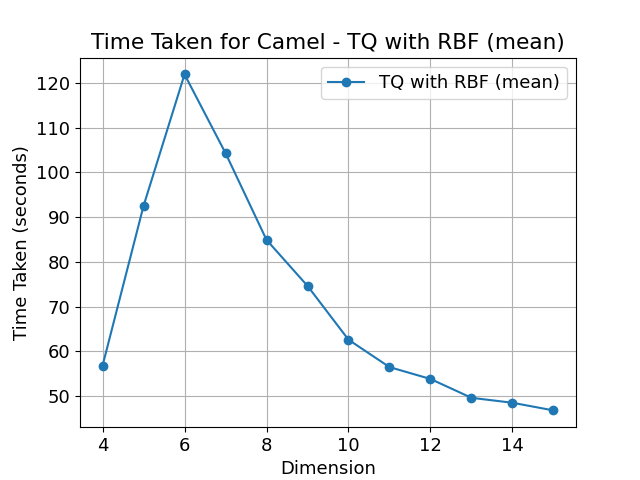 Time Taken for Camel - TQ with RBF (mean)
TQ with RBF (mean)
Time Taken (seconds)
120
110
100
90
80
70
60
50
4 6 8 10 12 14
Dimension